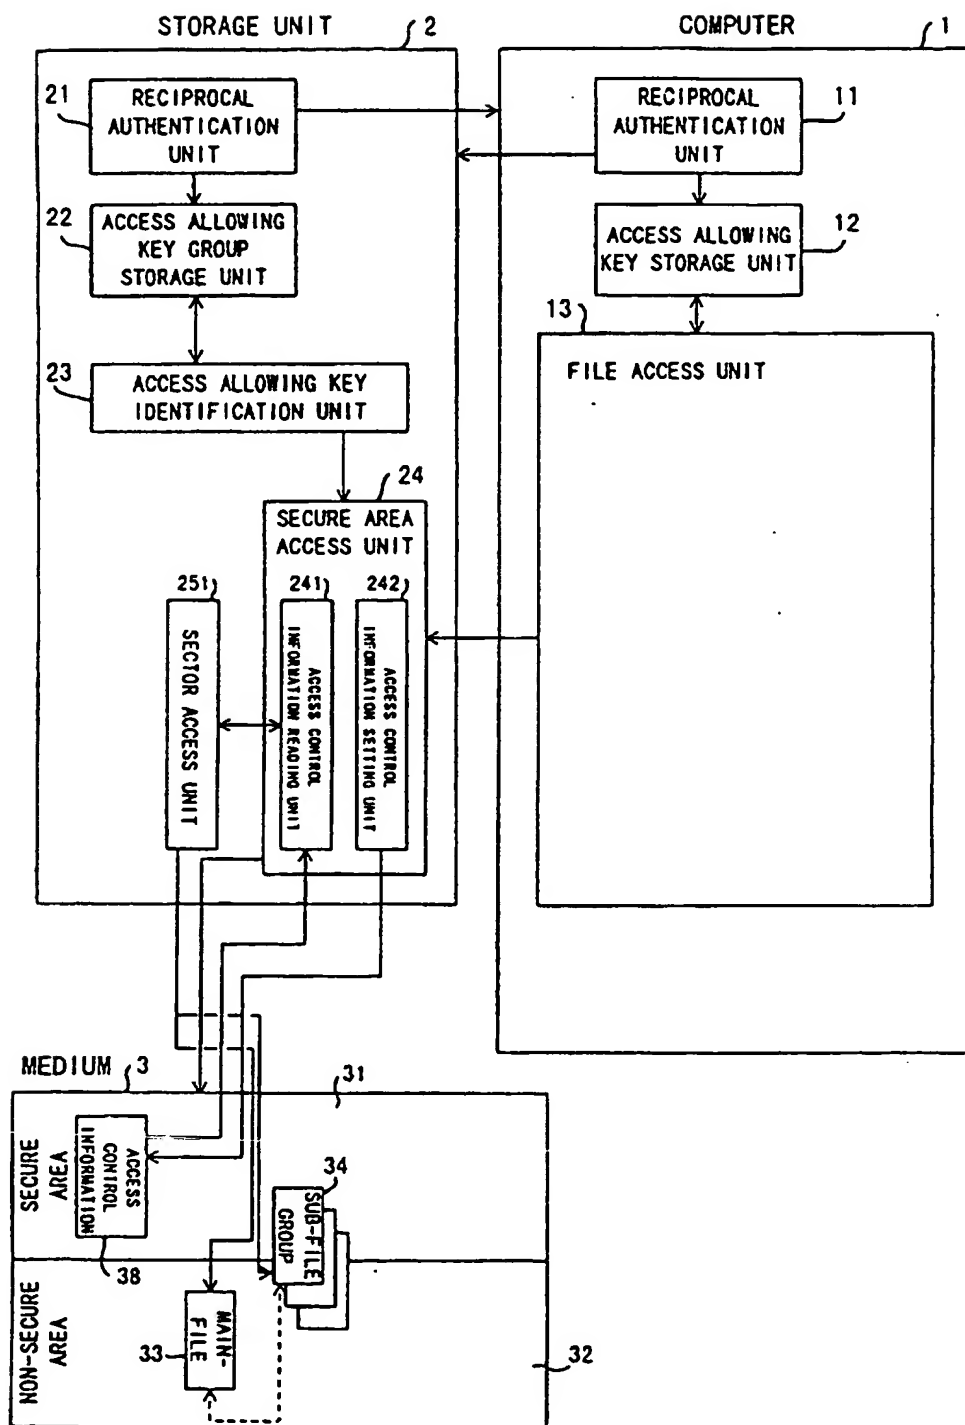 STORAGE UNIT
2
COMPUTER
1
21
RECIPROCAL
AUTHENTICATION
UNIT
RECIPROCAL
AUTHENTICATION
UNIT
11
22
ACCESS ALLOWING
KEY GROUP
STORAGE UNIT
ACCESS ALLOWING
KEY STORAGE UNIT
12
13
FILE ACCESS UNIT
23
ACCESS ALLOWING KEY
IDENTIFICATION UNIT
24
SECURE AREA
ACCESS UNIT
251
SECTOR ACCESS UNIT
241
ACCESS CONTROL
INFORMATION READING UNIT
242
ACCESS CONTROL
INFORMATION SETTING UNIT
MEDIUM
3
31
SECURE
AREA
ACCESS
CONTROL
INFORMATION
38
34
SUB-FILE
GROUP
NON-SECURE
AREA
33
MAIN-
FILE
32